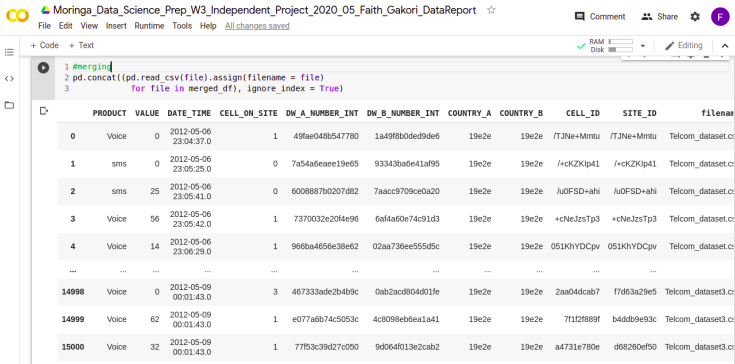 Moringa_Data_Science_Prep_W3_Independent_Project_2020_05_Faith_Gakori_DataReport
Comment Share F
File Edit View Insert Runtime Tools Help All changes saved
+ Code + Text RAM Disk Editing
1 #merging
2 pd.concat((pd.read_csv(file).assign(filename = file)
3 for file in merged_df), ignore_index = True)
PRODUCT VALUE DATE_TIME CELL_ON_SITE DW_A_NUMBER_INT DW_B_NUMBER_INT COUNTRY_A COUNTRY_B CELL_ID SITE_ID filenam
0 Voice 0 2012-05-06 23:04:37.0 1 49fae048b547780 1a49f8b0ded9de6 19e2e 19e2e /TJNe+Mmtu /TJNe+Mmtu Telcom_dataset.cs
1 sms 0 2012-05-06 23:05:25.0 0 7a54a6eaee19e65 93343ba6e41af95 19e2e 19e2e /+cKZKIp41 /+cKZKIp41 Telcom_dataset.cs
2 sms 25 2012-05-06 23:05:41.0 0 6008887b0207d82 7aacc9709ce0a20 19e2e 19e2e /u0FSD+ahi /u0FSD+ahi Telcom_dataset.cs
3 Voice 56 2012-05-06 23:05:42.0 1 7370032e20f4e96 6af4a60e74c91d3 19e2e 19e2e +cNeJzsTp3 +cNeJzsTp3 Telcom_dataset.cs
4 Voice 14 2012-05-06 23:06:29.0 1 966ba4656e38e62 02aa736ee555d5c 19e2e 19e2e 051KhYDCpv 051KhYDCpv Telcom_dataset.cs
... ... ... ... ... ... ... ... ... ... ...
14998 Voice 0 2012-05-09 00:01:43.0 3 467333ade2b4b9c 0ab2acd804d01fe 19e2e 19e2e 2aa04dcab7 f7d63a29e5 Telcom_dataset3.cs
14999 Voice 62 2012-05-09 00:01:43.0 1 e077a6b74c5053c 4c8098eb6ea1a41 19e2e 19e2e 7f1f2f889f b4ddb9e93c Telcom_dataset3.cs
15000 Voice 32 2012-05-09 00:01:43.0 1 77f53c39d27c050 9d064f013e2cab2 19e2e 19e2e a4731e780e d68260ef50 Telcom_dataset3.cs